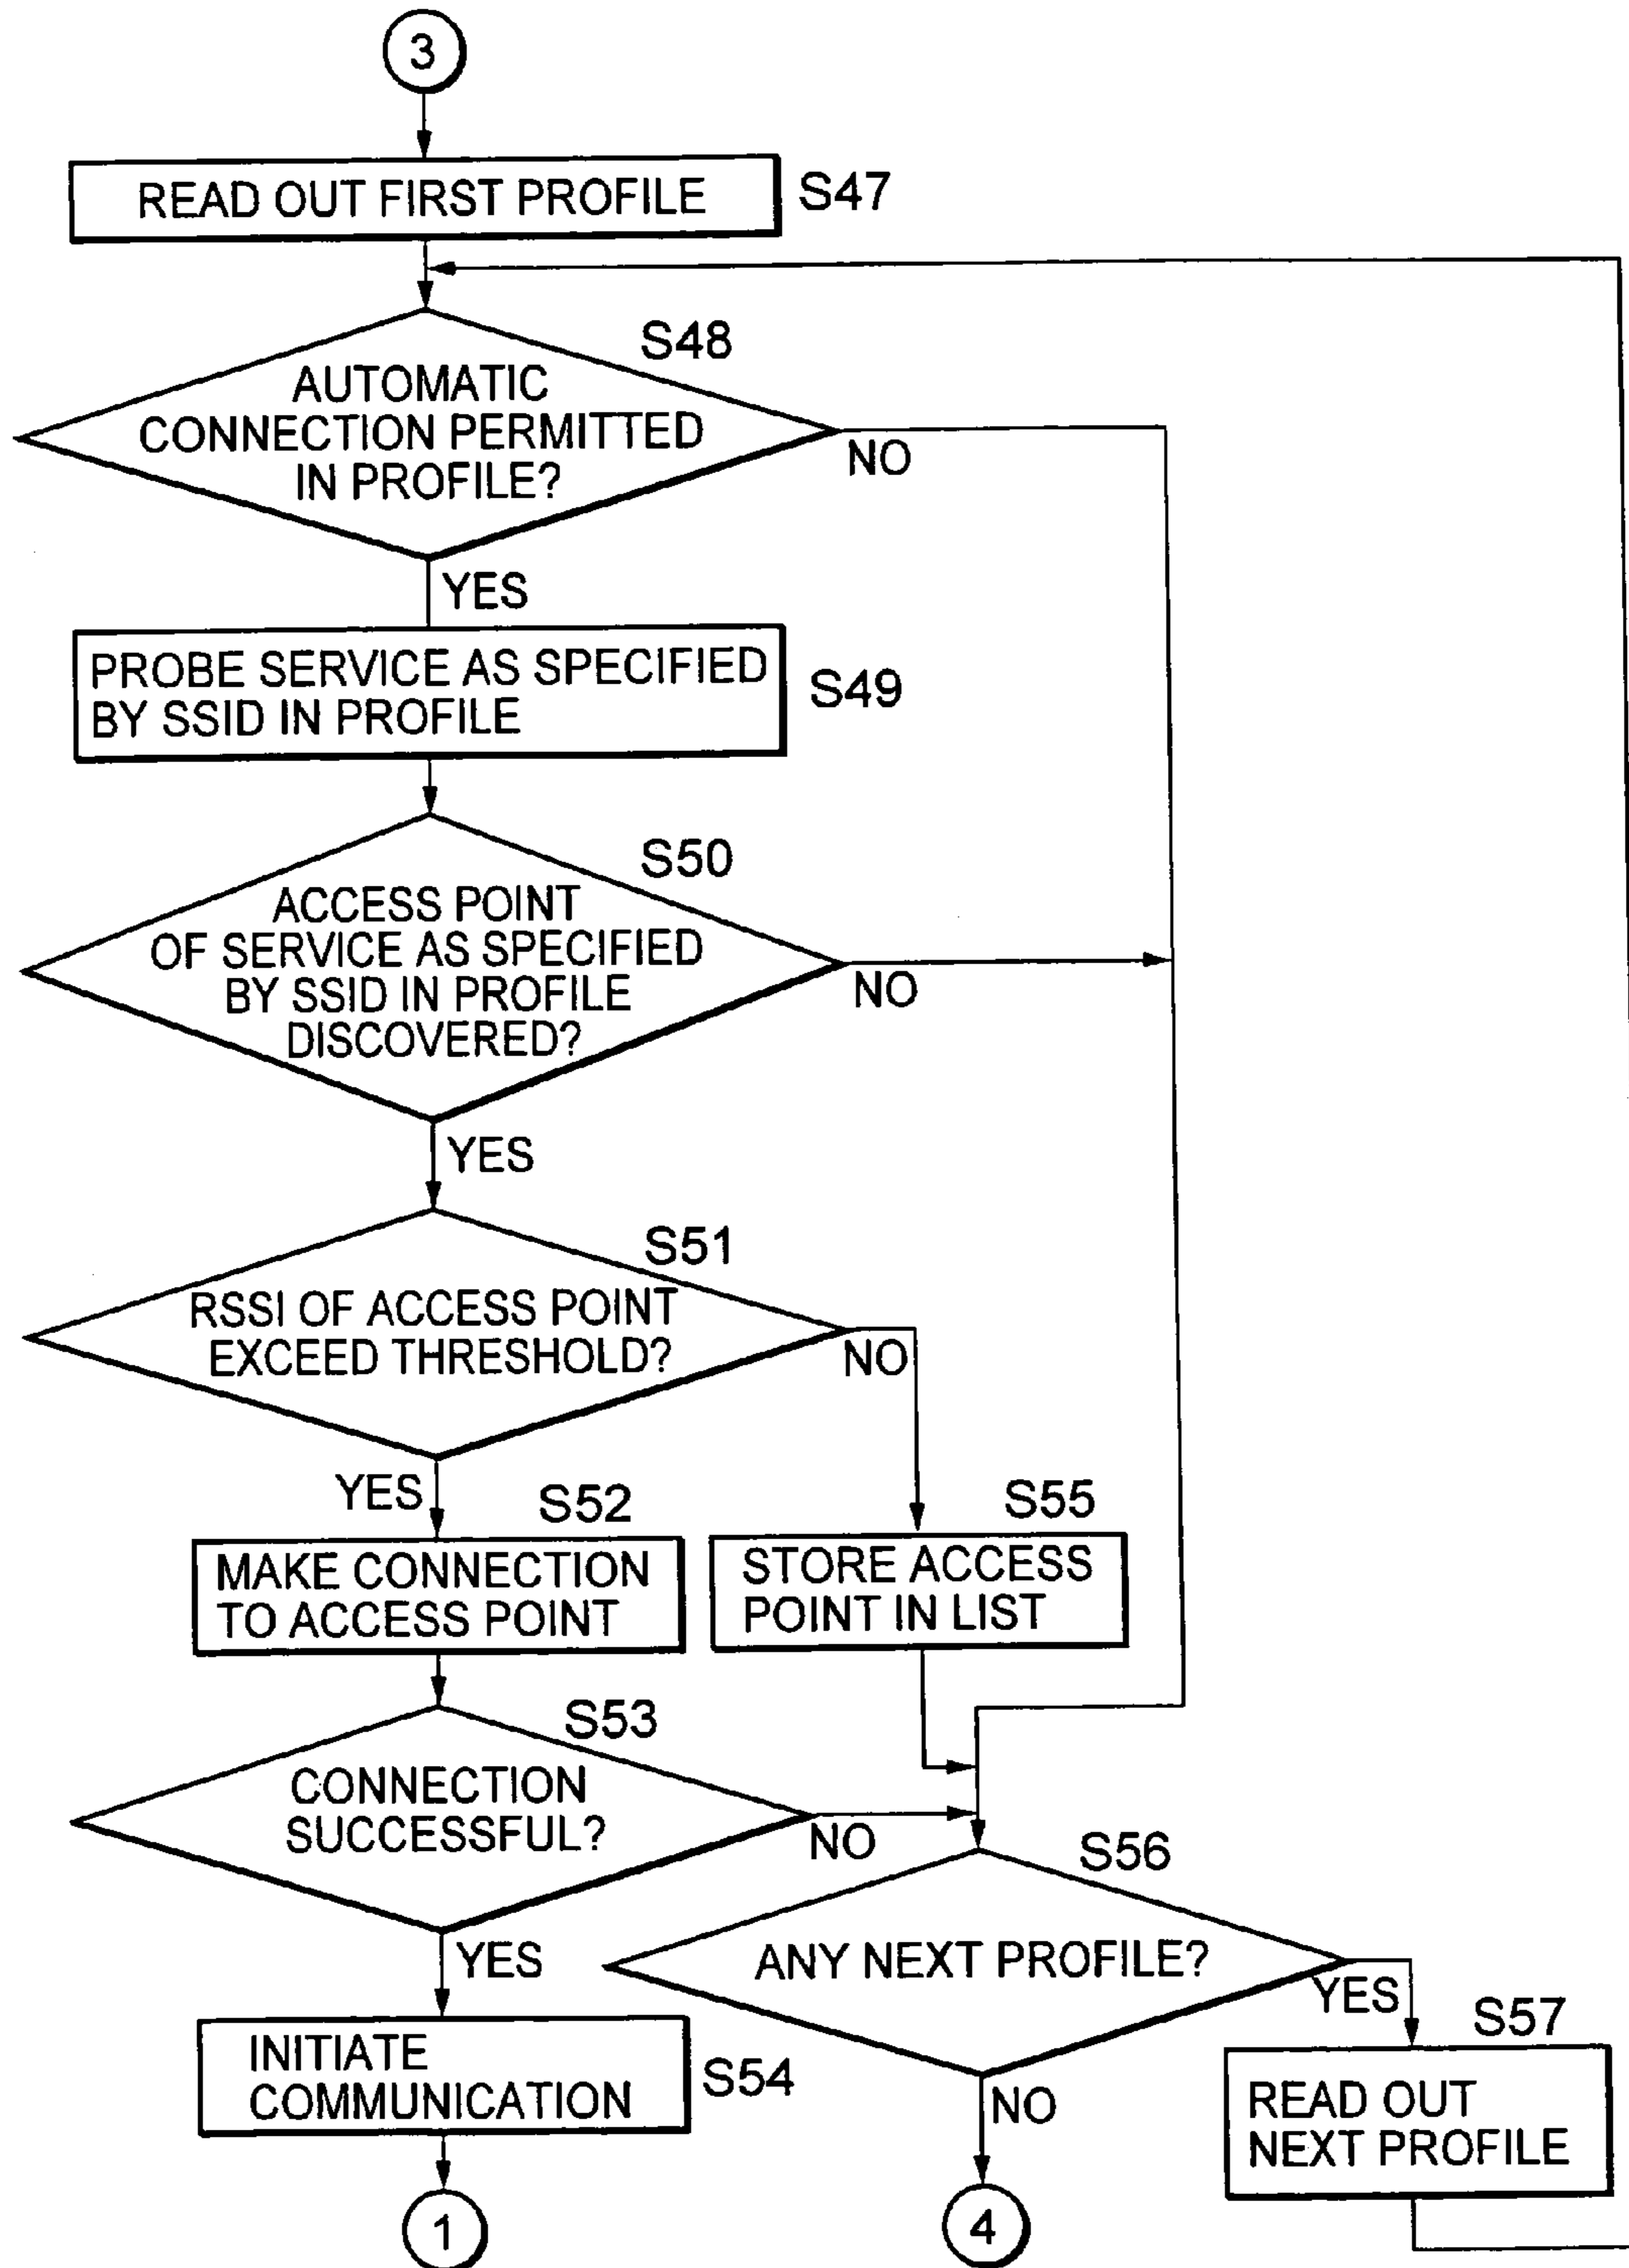 3
READ OUT FIRST PROFILE
S47
S48
AUTOMATIC
CONNECTION PERMITTED
IN PROFILE?
NO
YES
PROBE SERVICE AS SPECIFIED
BY SSID IN PROFILE
S49
S50
ACCESS POINT
OF SERVICE AS SPECIFIED
BY SSID IN PROFILE
DISCOVERED?
NO
YES
S51
RSSI OF ACCESS POINT
EXCEED THRESHOLD?
NO
YES
S52
MAKE CONNECTION
TO ACCESS POINT
S55
STORE ACCESS
POINT IN LIST
S53
CONNECTION
SUCCESSFUL?
NO
YES
S56
ANY NEXT PROFILE?
YES
NO
INITIATE
COMMUNICATION
S54
S57
READ OUT
NEXT PROFILE
1
4